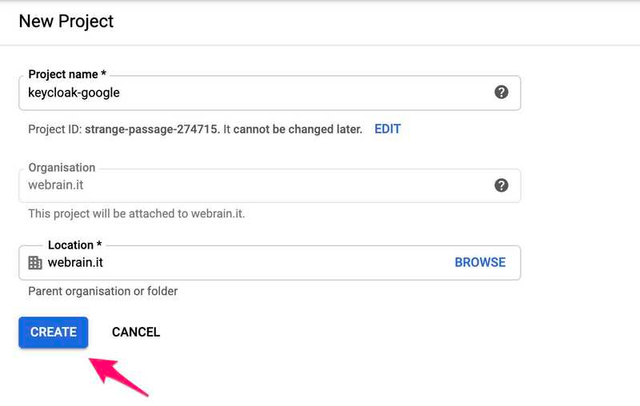 New Project
Project name *
keycloak-google
Project ID: strange-passage-274715. It cannot be changed later. EDIT
Organisation
webrain.it
This project will be attached to webrain.it.
Location *
webrain.it BROWSE
Parent organisation or folder
CREATE CANCEL